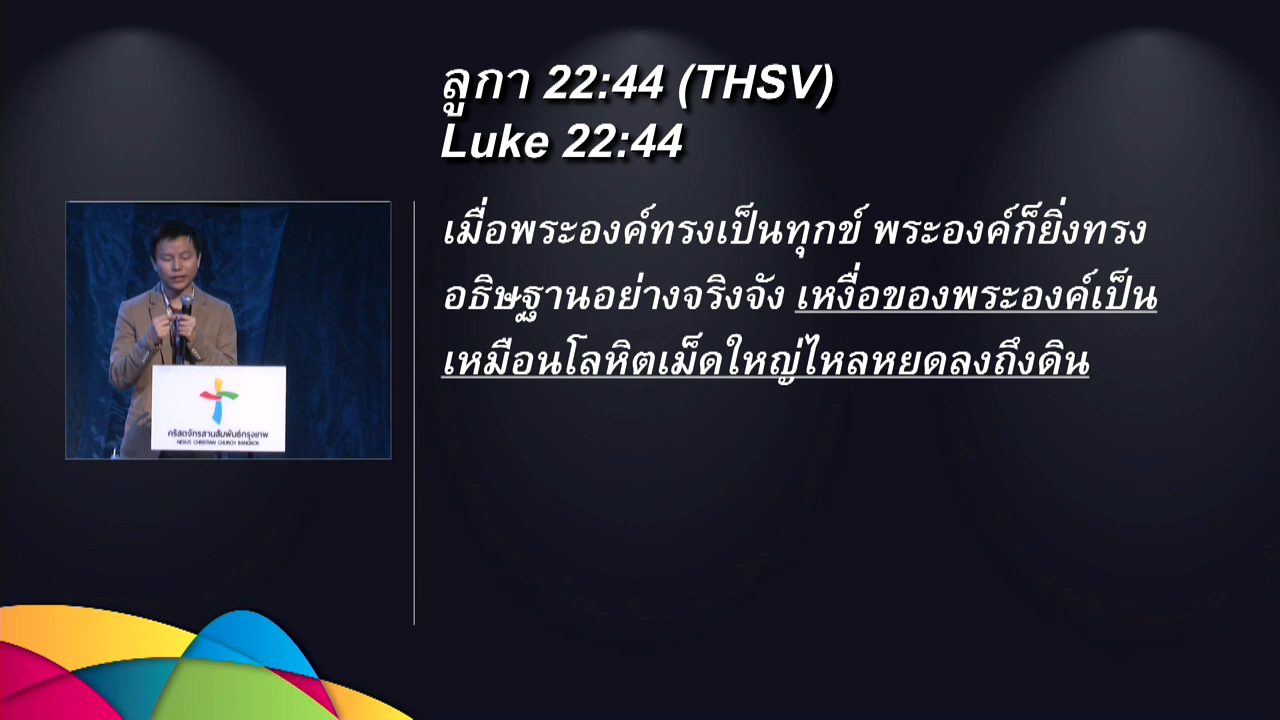 ลูกา 22:44 (THSV)
Luke 22:44
เมื่อพระองค์ทรงเป็นทุกข์ พระองค์ก็ยิ่งทรง
อธิษฐานอย่างจริงจัง เหงื่อของพระองค์เป็น
เหมือนโลหิตเม็ดใหญ่ไหลหยดลงถึงดิน
คริสตจักรสานสัมพันธ์กรุงเทพ
NEXUS CHRISTIAN CHURCH BANGKOK